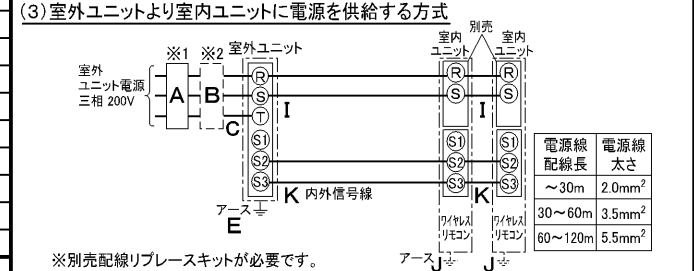 (3)室外ユニットより室内ユニットに電源を供給する方式
※1 ※2 室外ユニット
室内
ユニット
別売
室内
ユニット
室外
ユニット電源
三相 200V
A
B
C
R
S
T
S1
S2
S3
I
R
S
S1
S2
S3
I
R
S
S1
S2
S3
K 内外信号線
K
アース
E
ワイヤレス
リモコン
ワイヤレス
リモコン
アース J
J
電源線
配線長
電源線
太さ
~30m 2.0mm²
30~60m 3.5mm²
60~120m 5.5mm²
※別売配線リプレースキットが必要です。